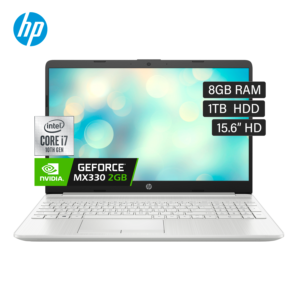 hp
8GB RAM
1TB HDD
15.6" HD
intel
CORE i7
10TH GEN
NVIDIA
GEFORCE
MX330 2GB
hp